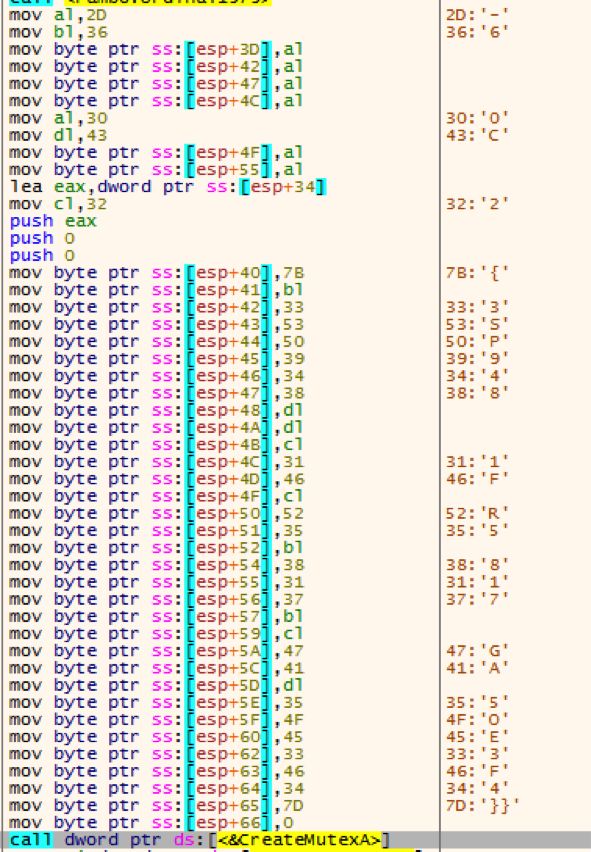 call
mov al,2D 2D:'-'
mov bl,36 36:'6'
mov byte ptr ss:[esp+3D],al
mov byte ptr ss:[esp+42],al
mov byte ptr ss:[esp+47],al
mov byte ptr ss:[esp+4C],al
mov al,30 30:'0'
mov dl,43 43:'C'
mov byte ptr ss:[esp+4F],al
mov byte ptr ss:[esp+55],al
lea eax,dword ptr ss:[esp+34]
mov cl,32 32:'2'
push eax
push 0
push 0
mov byte ptr ss:[esp+40],7B 7B:'{'
mov byte ptr ss:[esp+41],bl
mov byte ptr ss:[esp+42],33 33:'3'
mov byte ptr ss:[esp+43],53 53:'S'
mov byte ptr ss:[esp+44],50 50:'P'
mov byte ptr ss:[esp+45],39 39:'9'
mov byte ptr ss:[esp+46],34 34:'4'
mov byte ptr ss:[esp+47],38 38:'8'
mov byte ptr ss:[esp+48],dl
mov byte ptr ss:[esp+4A],dl
mov byte ptr ss:[esp+4B],cl
mov byte ptr ss:[esp+4C],31 31:'1'
mov byte ptr ss:[esp+4D],46 46:'F'
mov byte ptr ss:[esp+4F],cl
mov byte ptr ss:[esp+50],52 52:'R'
mov byte ptr ss:[esp+51],35 35:'5'
mov byte ptr ss:[esp+52],bl
mov byte ptr ss:[esp+54],38 38:'8'
mov byte ptr ss:[esp+55],31 31:'1'
mov byte ptr ss:[esp+56],37 37:'7'
mov byte ptr ss:[esp+57],bl
mov byte ptr ss:[esp+59],cl
mov byte ptr ss:[esp+5A],47 47:'G'
mov byte ptr ss:[esp+5C],41 41:'A'
mov byte ptr ss:[esp+5D],dl
mov byte ptr ss:[esp+5E],35 35:'5'
mov byte ptr ss:[esp+5F],4F 4F:'O'
mov byte ptr ss:[esp+60],45 45:'E'
mov byte ptr ss:[esp+62],33 33:'3'
mov byte ptr ss:[esp+63],46 46:'F'
mov byte ptr ss:[esp+64],34 34:'4'
mov byte ptr ss:[esp+65],7D 7D:'}}'
mov byte ptr ss:[esp+66],0
call dword ptr ds:[<&CreateMutexA>]